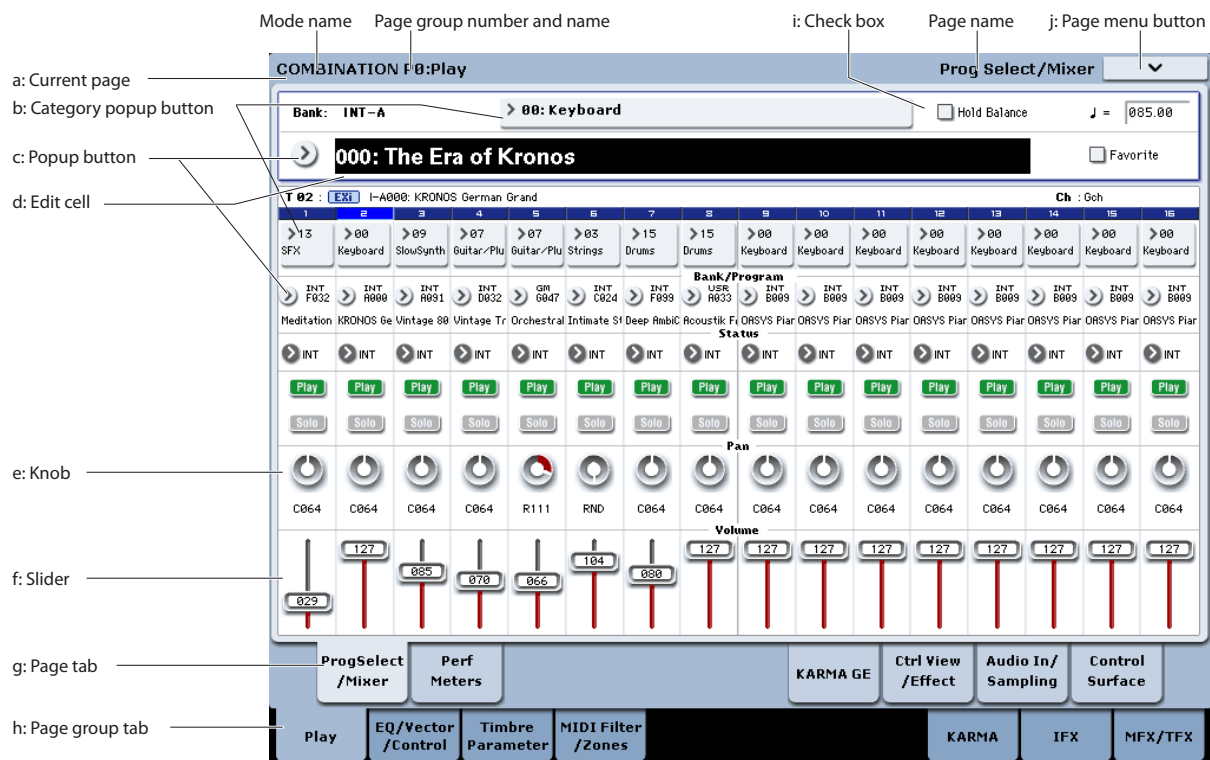 Mode name Page group number and name i: Check box Page name j: Page menu button
COMBINATION P0:Play Prog Select/Mixer
a: Current page
b: Category popup button
Bank: INT-A 00: Keyboard Hold Balance ♩ = 085.00
c: Popup button
000: The Era of Kronos Favorite
d: Edit cell
T 02 : EXi I-A000: KRONOS German Grand Ch : Gch
1 2 3 4 5 6 7 8 9 10 11 12 13 14 15 16
13 00 09 07 07 03 15 15 00 00 00 00 00 00 00 00
SFX Keyboard SlowSynth Guitar/Plu Guitar/Plu Strings Drums Drums Keyboard Keyboard Keyboard Keyboard Keyboard Keyboard Keyboard Keyboard
Bank/Program
INT INT INT INT GM INT INT USR INT INT INT INT INT INT INT INT
F032 A000 A091 D032 G047 C024 F099 A033 B009 B009 B009 B009 B009 B009 B009 B009
Meditation KRONOS Ge Vintage 80 Vintage Tr Orchestral Intimate St Deep AmbiC Acoustik Fi OASYS Piar OASYS Piar OASYS Piar OASYS Piar OASYS Piar OASYS Piar OASYS Piar OASYS Piar
Status
INT INT INT INT INT INT INT INT INT INT INT INT INT INT INT INT
Play Play Play Play Play Play Play Play Play Play Play Play Play Play Play Play
Solo Solo Solo Solo Solo Solo Solo Solo Solo Solo Solo Solo Solo Solo Solo Solo
Pan
e: Knob
C064 C064 C064 C064 R111 RND C064 C064 C064 C064 C064 C064 C064 C064 C064 C064
Volume
f: Slider
029 127 085 070 066 104 080 127 127 127 127 127 127 127 127 127
g: Page tab
ProgSelect Perf Ctrl View Audio In/ Control
/Mixer Meters KARMA GE /Effect Sampling Surface
h: Page group tab
Play EQ/Vector Timbre MIDI Filter KARMA IFX MFX/TFX
/Control Parameter /Zones